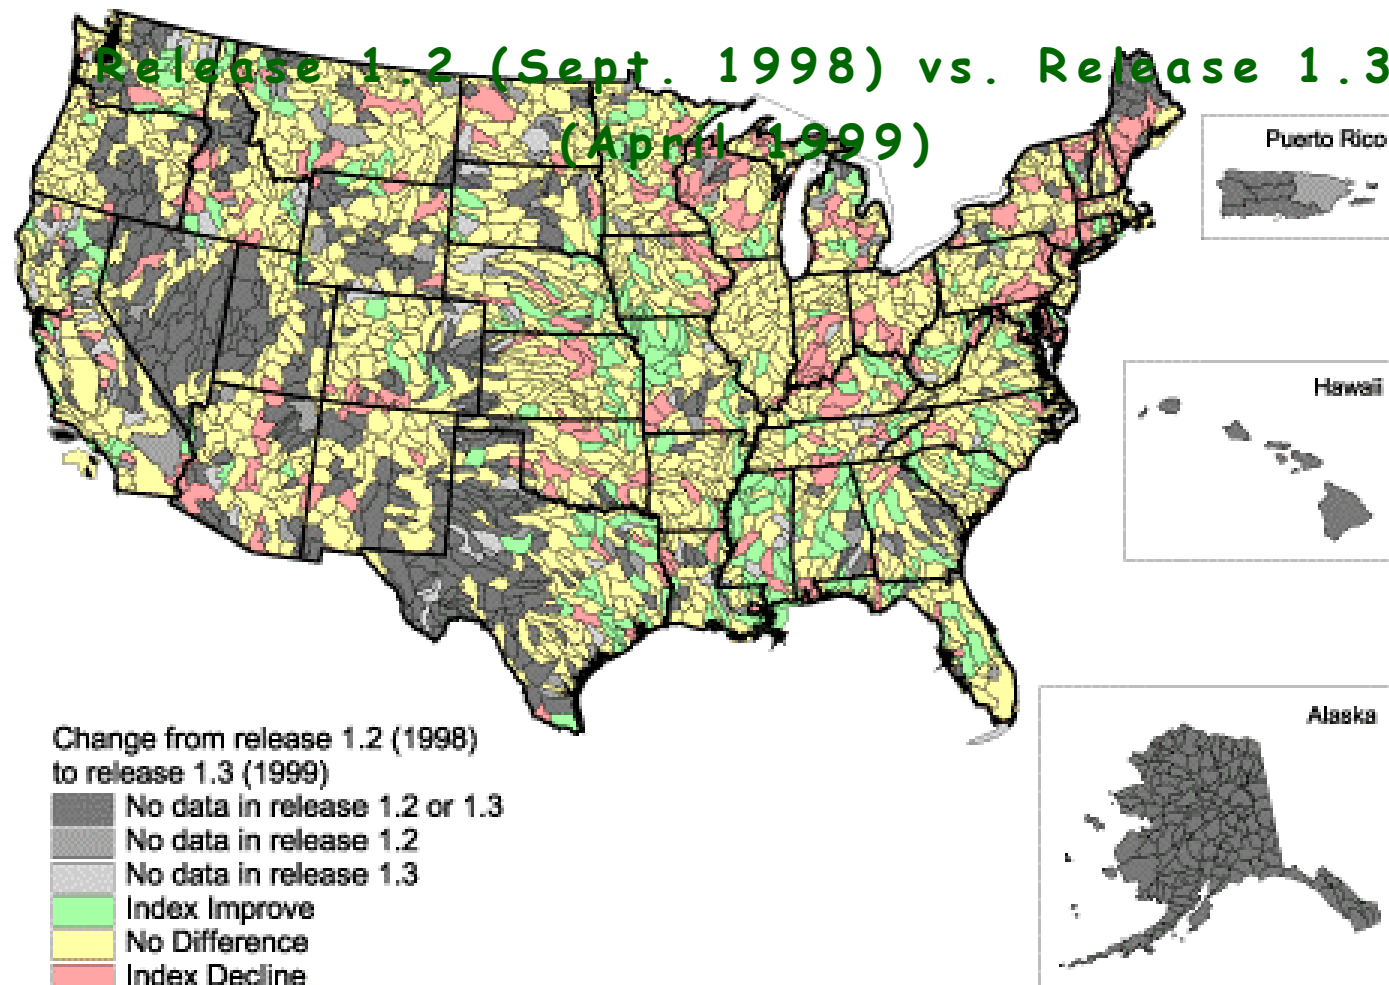 Release 1.2 (Sept. 1998) vs. Release 1.3
(April 1999)
Puerto Rico
Hawaii
Alaska
Change from release 1.2 (1998)
to release 1.3 (1999)
No data in release 1.2 or 1.3
No data in release 1.2
No data in release 1.3
Index Improve
No Difference
Index Decline